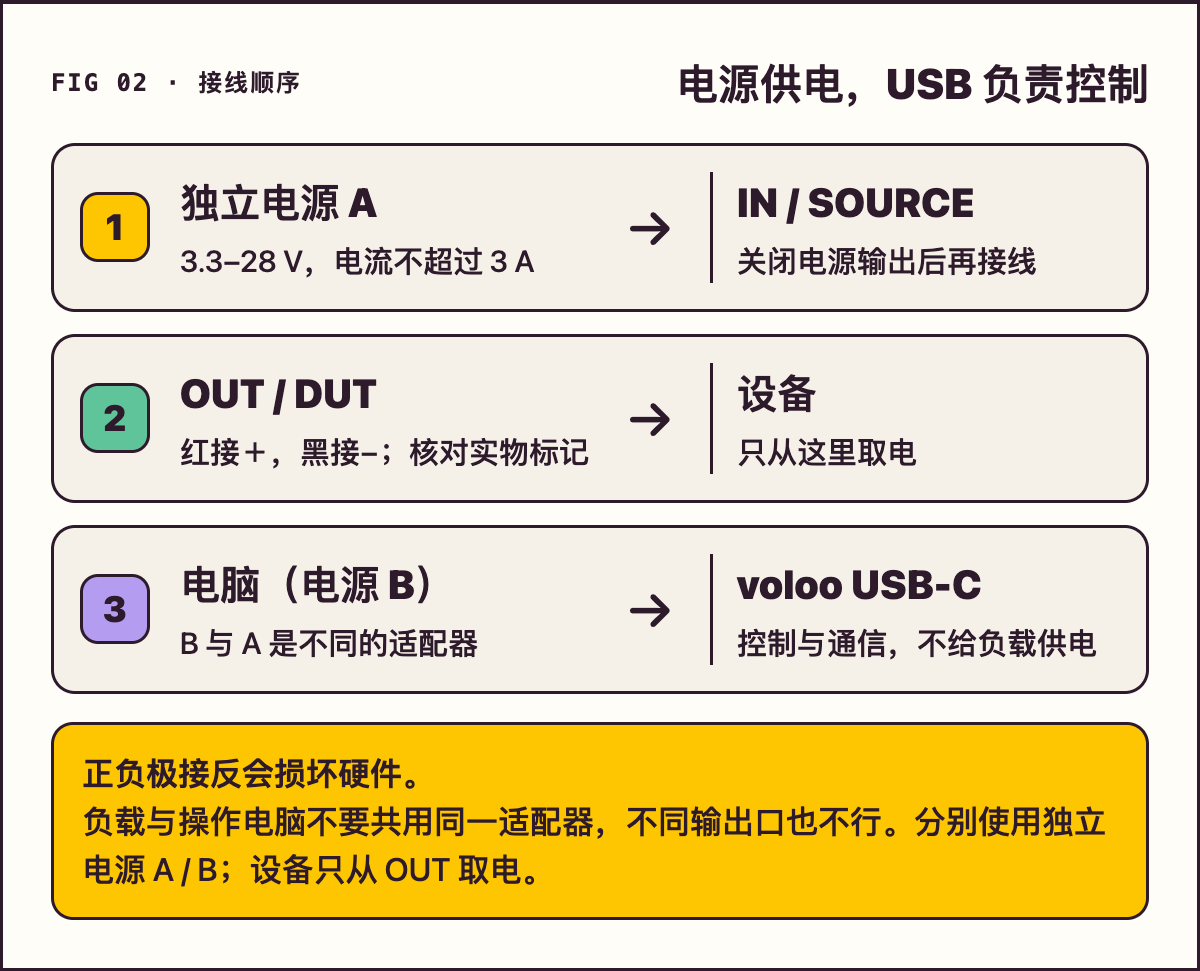 FIG 02 · 接线顺序
电源供电，USB 负责控制
1
独立电源 A
3.3–28 V，电流不超过 3 A
→
IN / SOURCE
关闭电源输出后再接线
2
OUT / DUT
红接＋，黑接−；核对实物标记
→
设备
只从这里取电
3
电脑（电源 B）
B 与 A 是不同的适配器
→
voloo USB-C
控制与通信，不给负载供电
正负极接反会损坏硬件。
负载与操作电脑不要共用同一适配器，不同输出口也不行。分别使用独立
电源 A / B；设备只从 OUT 取电。